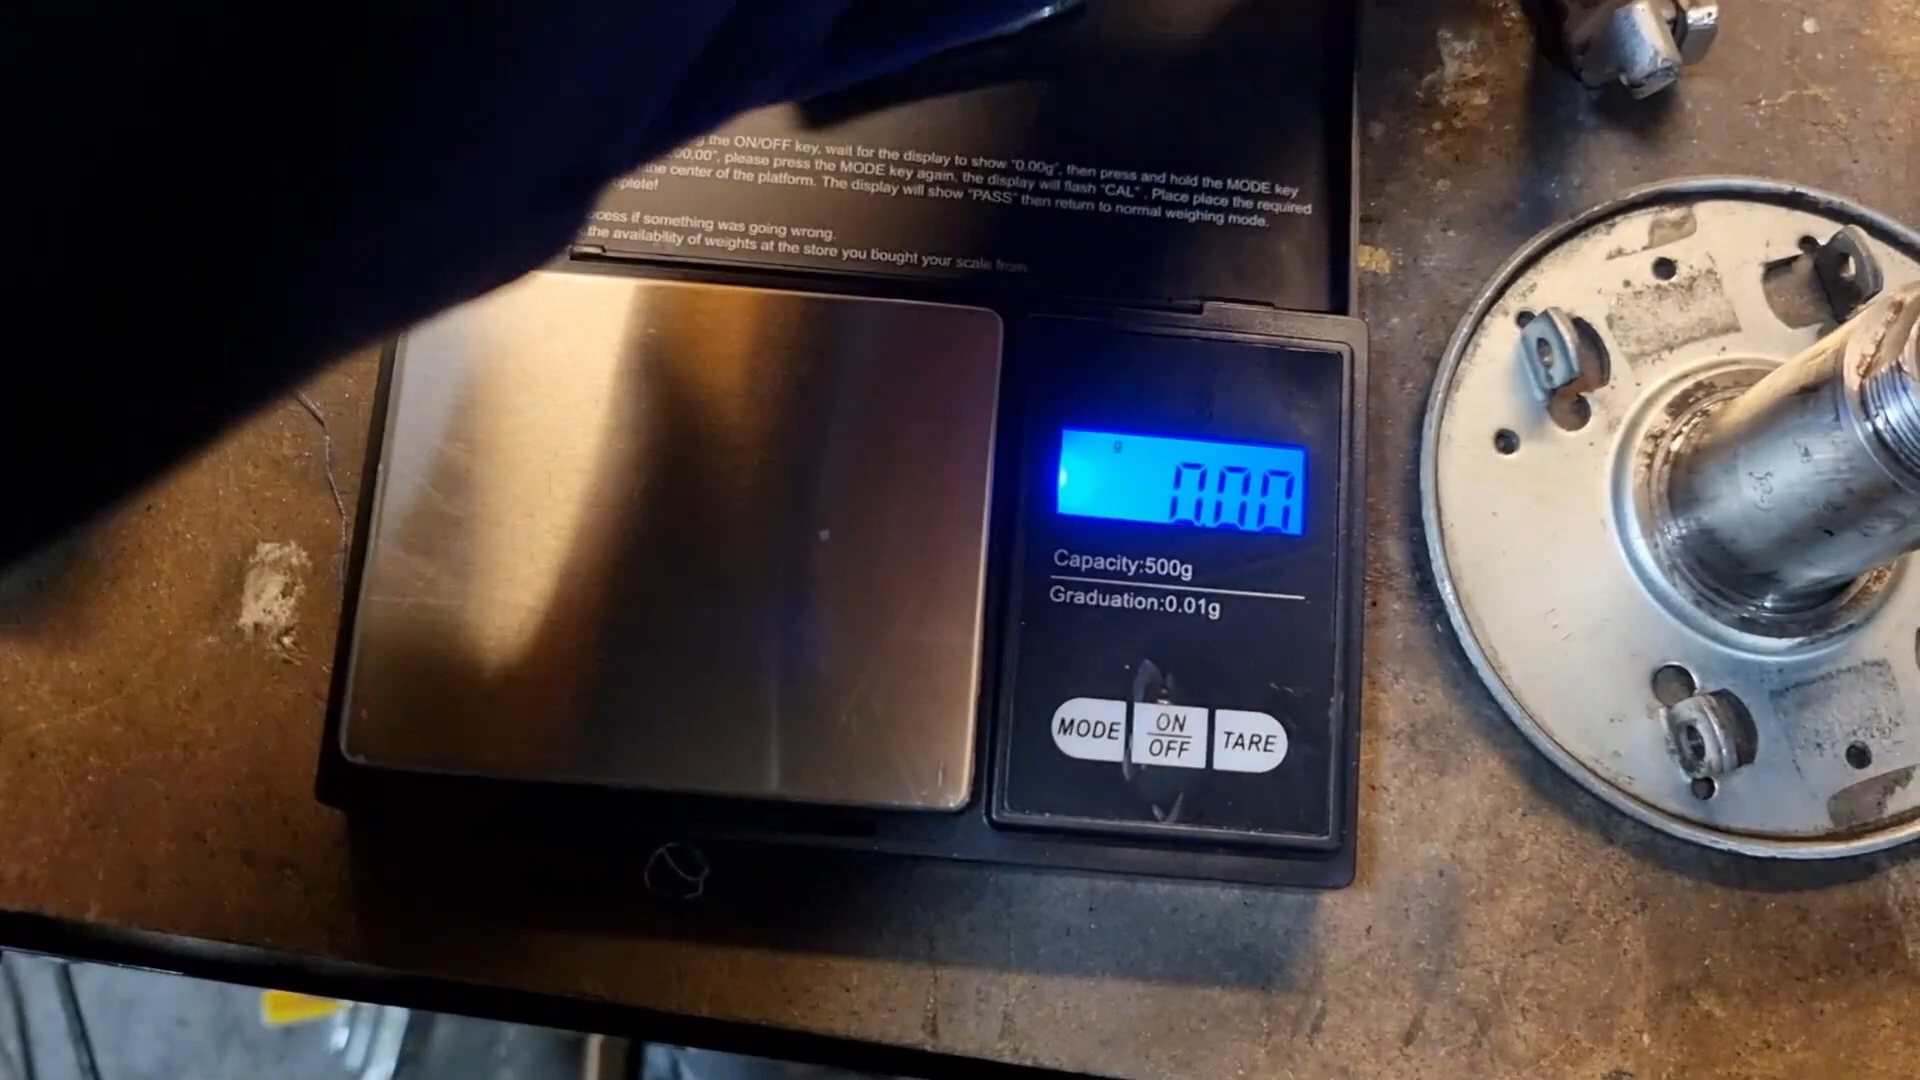 the ON/OFF key, wait for the display to show "0.00g", then press and hold the MODE key
00.00", please press the MODE key again, the display will flash "CAL". Place place the required
the center of the platform. The display will show "PASS" then return to normal weighing mode.
plete!
ocess if something was going wrong.
the availability of weights at the store you bought your scale from.
g
0.00
Capacity:500g
Graduation:0.01g
MODE
ON
OFF
TARE